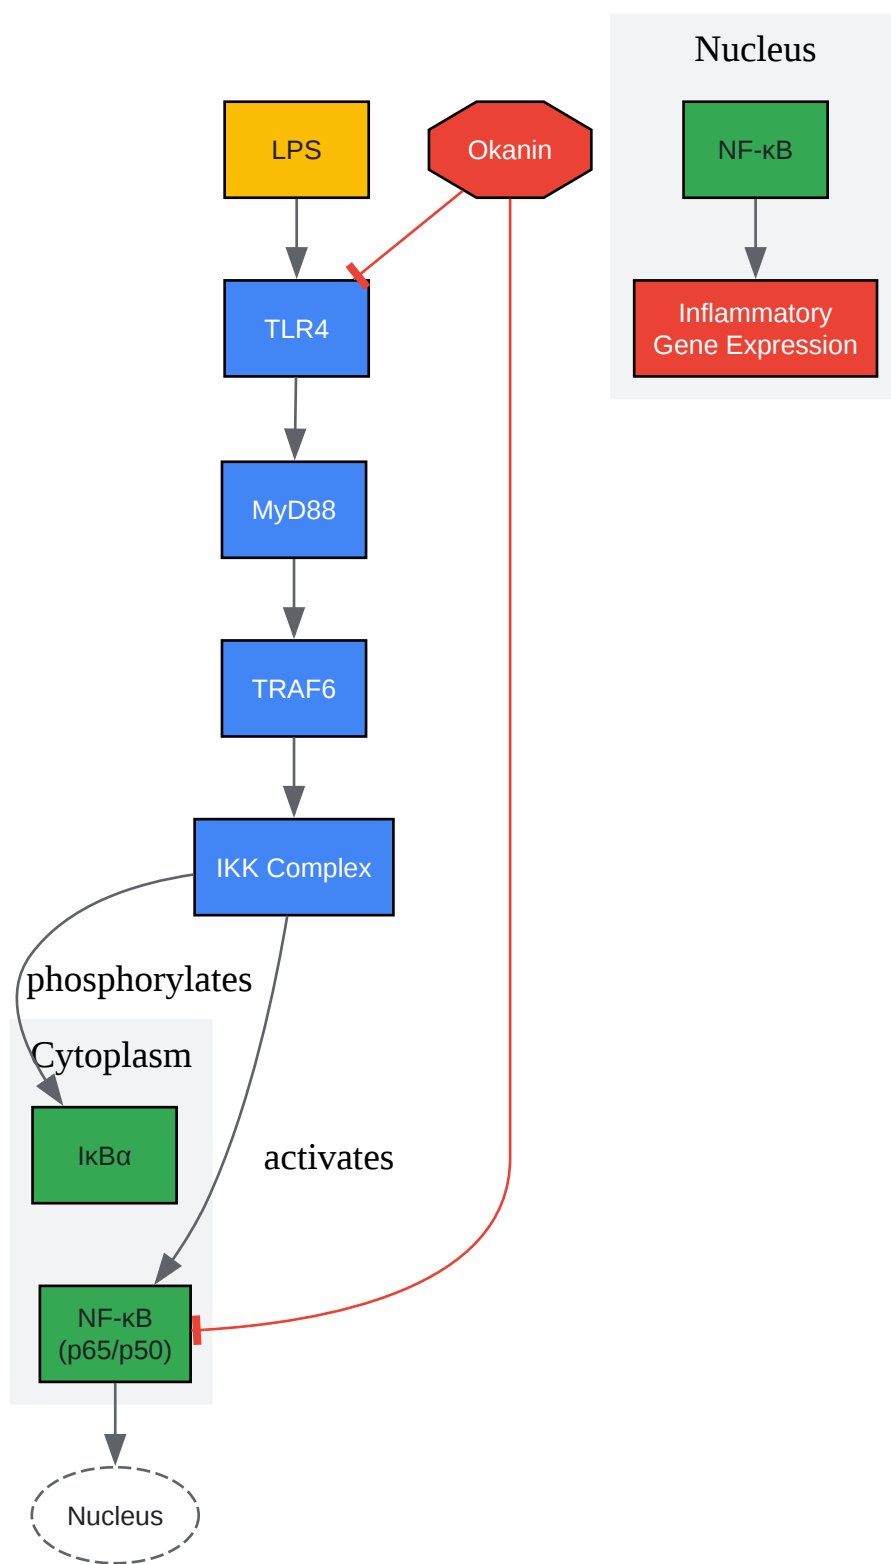 Nucleus
LPS
Okanin
NF-κB
TLR4
Inflammatory
Gene Expression
MyD88
TRAF6
IKK Complex
phosphorylates
Cytoplasm
IκBα
activates
NF-κB
(p65/p50)
Nucleus